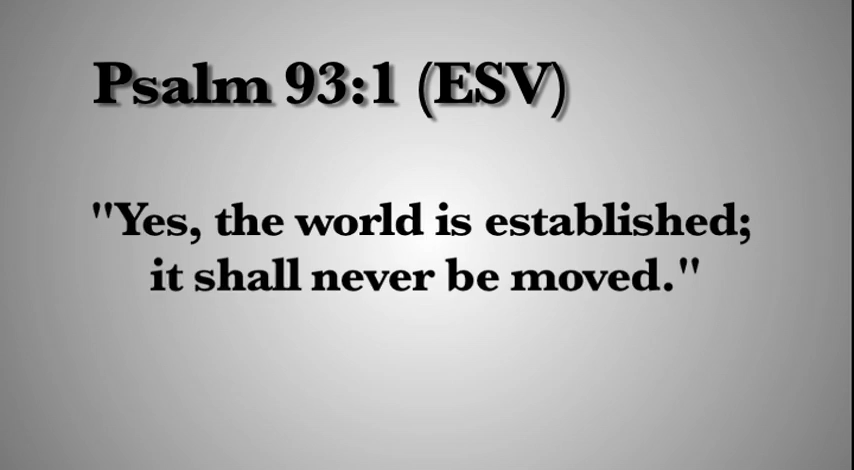 Psalm 93:1 (ESV)
"Yes, the world is established;
it shall never be moved."